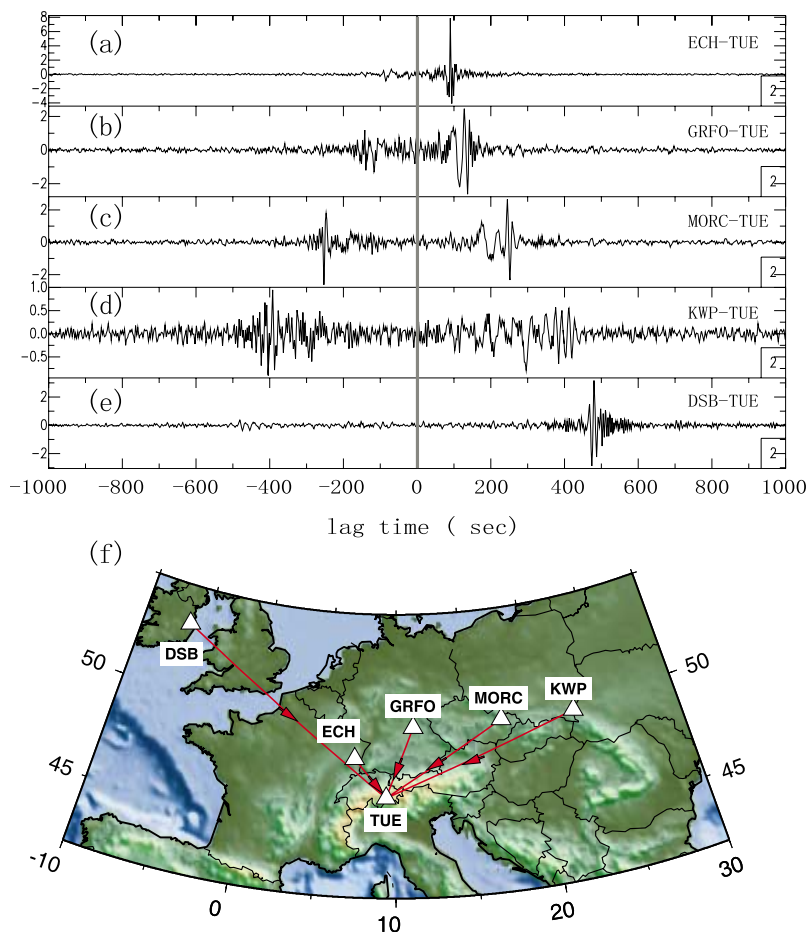 (a)
ECH-TUE
8
6
4
2
0
-2
-4
2
(b)
GRFO-TUE
2
0
-2
2
(c)
MORC-TUE
2
0
-2
2
(d)
KWP-TUE
1.0
0.5
0.0
-0.5
2
(e)
DSB-TUE
2
0
-2
2
-1000 -800 -600 -400 -200 0 200 400 600 800 1000
lag time ( sec)
(f)
DSB
ECH
GRFO
MORC
KWP
TUE
50
45
-10
0
10
20
30
45
50